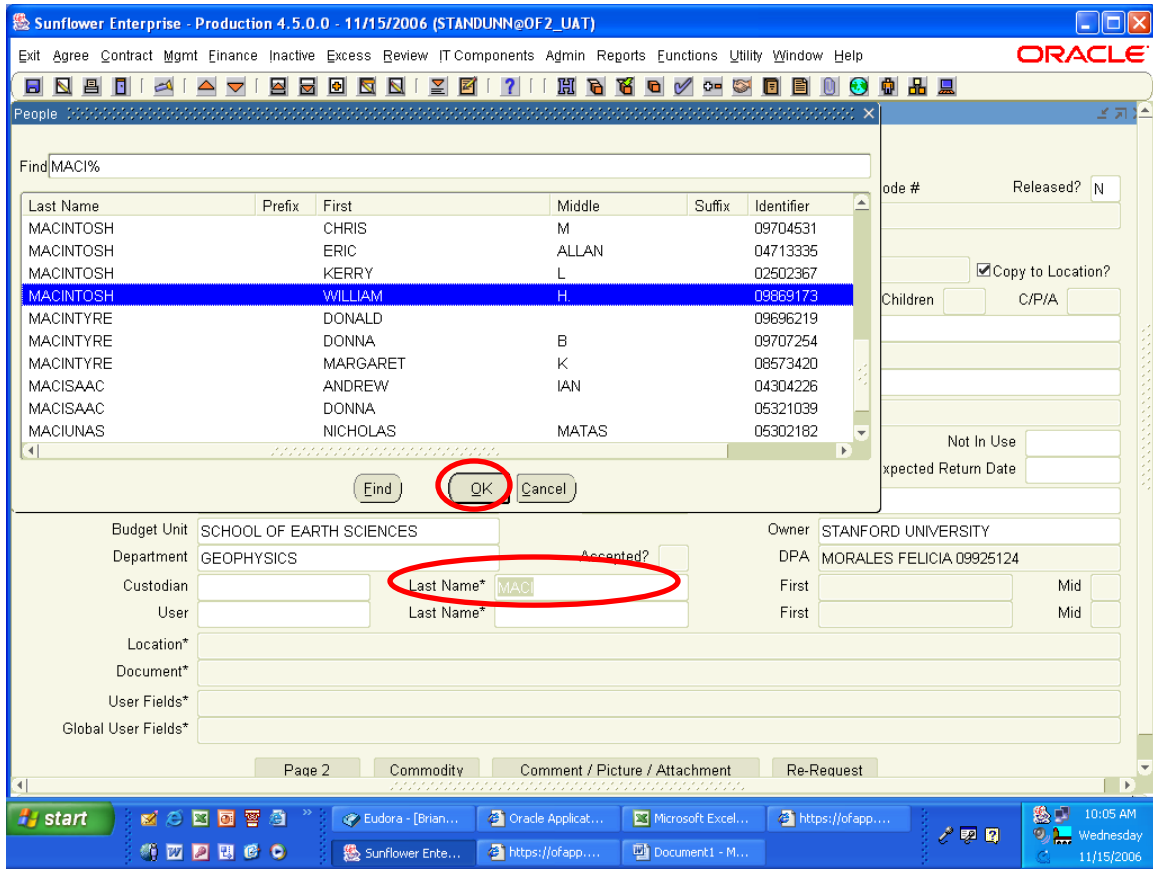 Sunflower Enterprise - Production 4.5.0.0 - 11/15/2006 (STANDUNN@OF2_UAT)
Exit Agree Contract Mgmt Finance Inactive Excess Review IT Components Admin Reports Functions Utility Window Help
ORACLE
People
Find MACI%
ode # Released? N
Last Name Prefix First Middle Suffix Identifier
MACINTOSH CHRIS M 09704531
MACINTOSH ERIC ALLAN 04713335
MACINTOSH KERRY L 02502367
Copy to Location?
MACINTOSH WILLIAM H. 09869173
Children C/P/A
MACINTYRE DONALD 09696219
MACINTYRE DONNA B 09707254
MACINTYRE MARGARET K 08573420
MACISAAC ANDREW IAN 04304226
MACISAAC DONNA 05321039
MACIUNAS NICHOLAS MATAS 05302182
Not In Use
xpected Return Date
Find OK Cancel
Budget Unit SCHOOL OF EARTH SCIENCES Owner STANFORD UNIVERSITY
Department GEOPHYSICS Accepted? DPA MORALES FELICIA 09925124
Custodian Last Name* MACI First Mid
User Last Name* First Mid
Location*
Document*
User Fields*
Global User Fields*
Page 2 Commodity Comment / Picture / Attachment Re-Request
start Eudora - [Brian... Oracle Applicat... Microsoft Excel... https://ofapp.... 10:05 AM
Wednesday
Sunflower Ente... https://ofapp.... Document1 - M... 11/15/2006